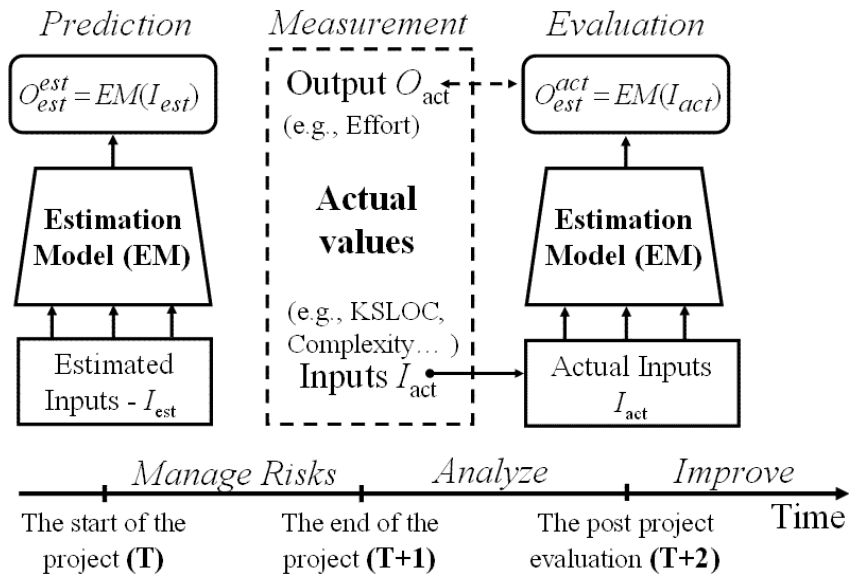 Prediction
Measurement
Evaluation
O_est^est = EM(I_est)
Output O_act
(e.g., Effort)
O_est^act = EM(I_act)
Estimation
Model (EM)
Actual
values
Estimation
Model (EM)
(e.g., KSLOC,
Complexity… )
Inputs I_act
Estimated
Inputs - I_est
Actual Inputs
I_act
Manage Risks
Analyze
Improve
Time
The start of the
project (T)
The end of the
project (T+1)
The post project
evaluation (T+2)